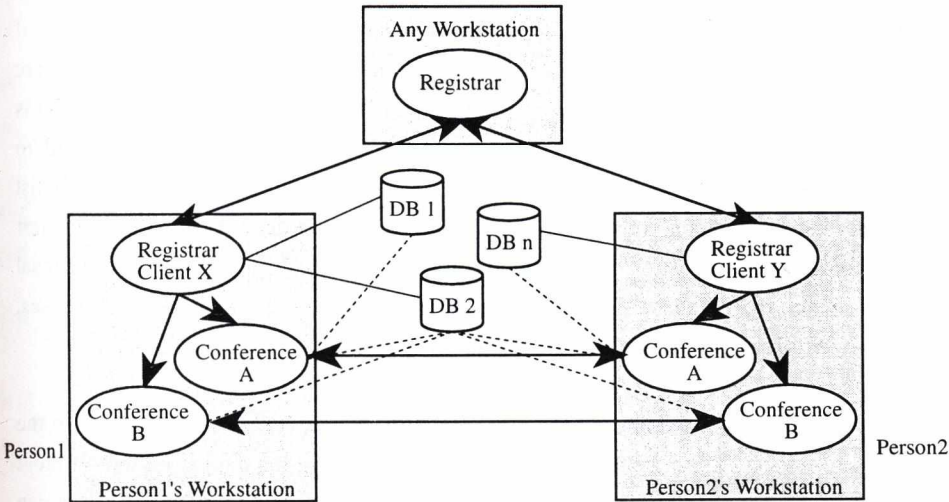 Any Workstation
Registrar
DB 1
DB n
DB 2
Registrar
Client X
Registrar
Client Y
Conference
A
Conference
A
Conference
B
Conference
B
Person1
Person2
Person1's Workstation
Person2's Workstation